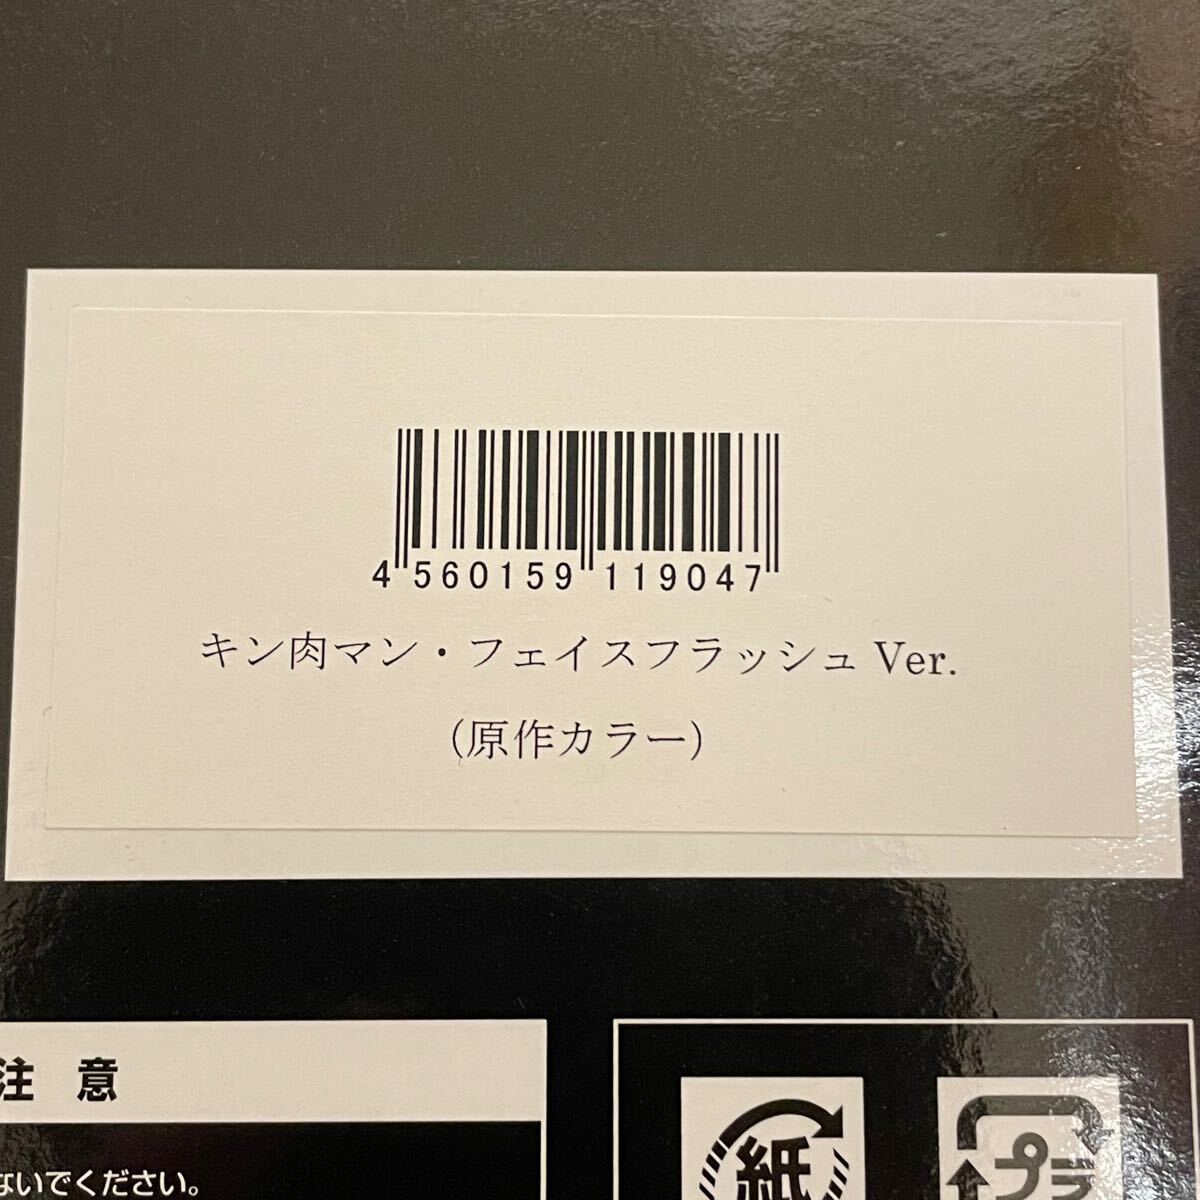 4 560159 119047
キン肉マン・フェイスフラッシュ Ver.
(原作カラー)
注 意
ないでください。
紙
プラ